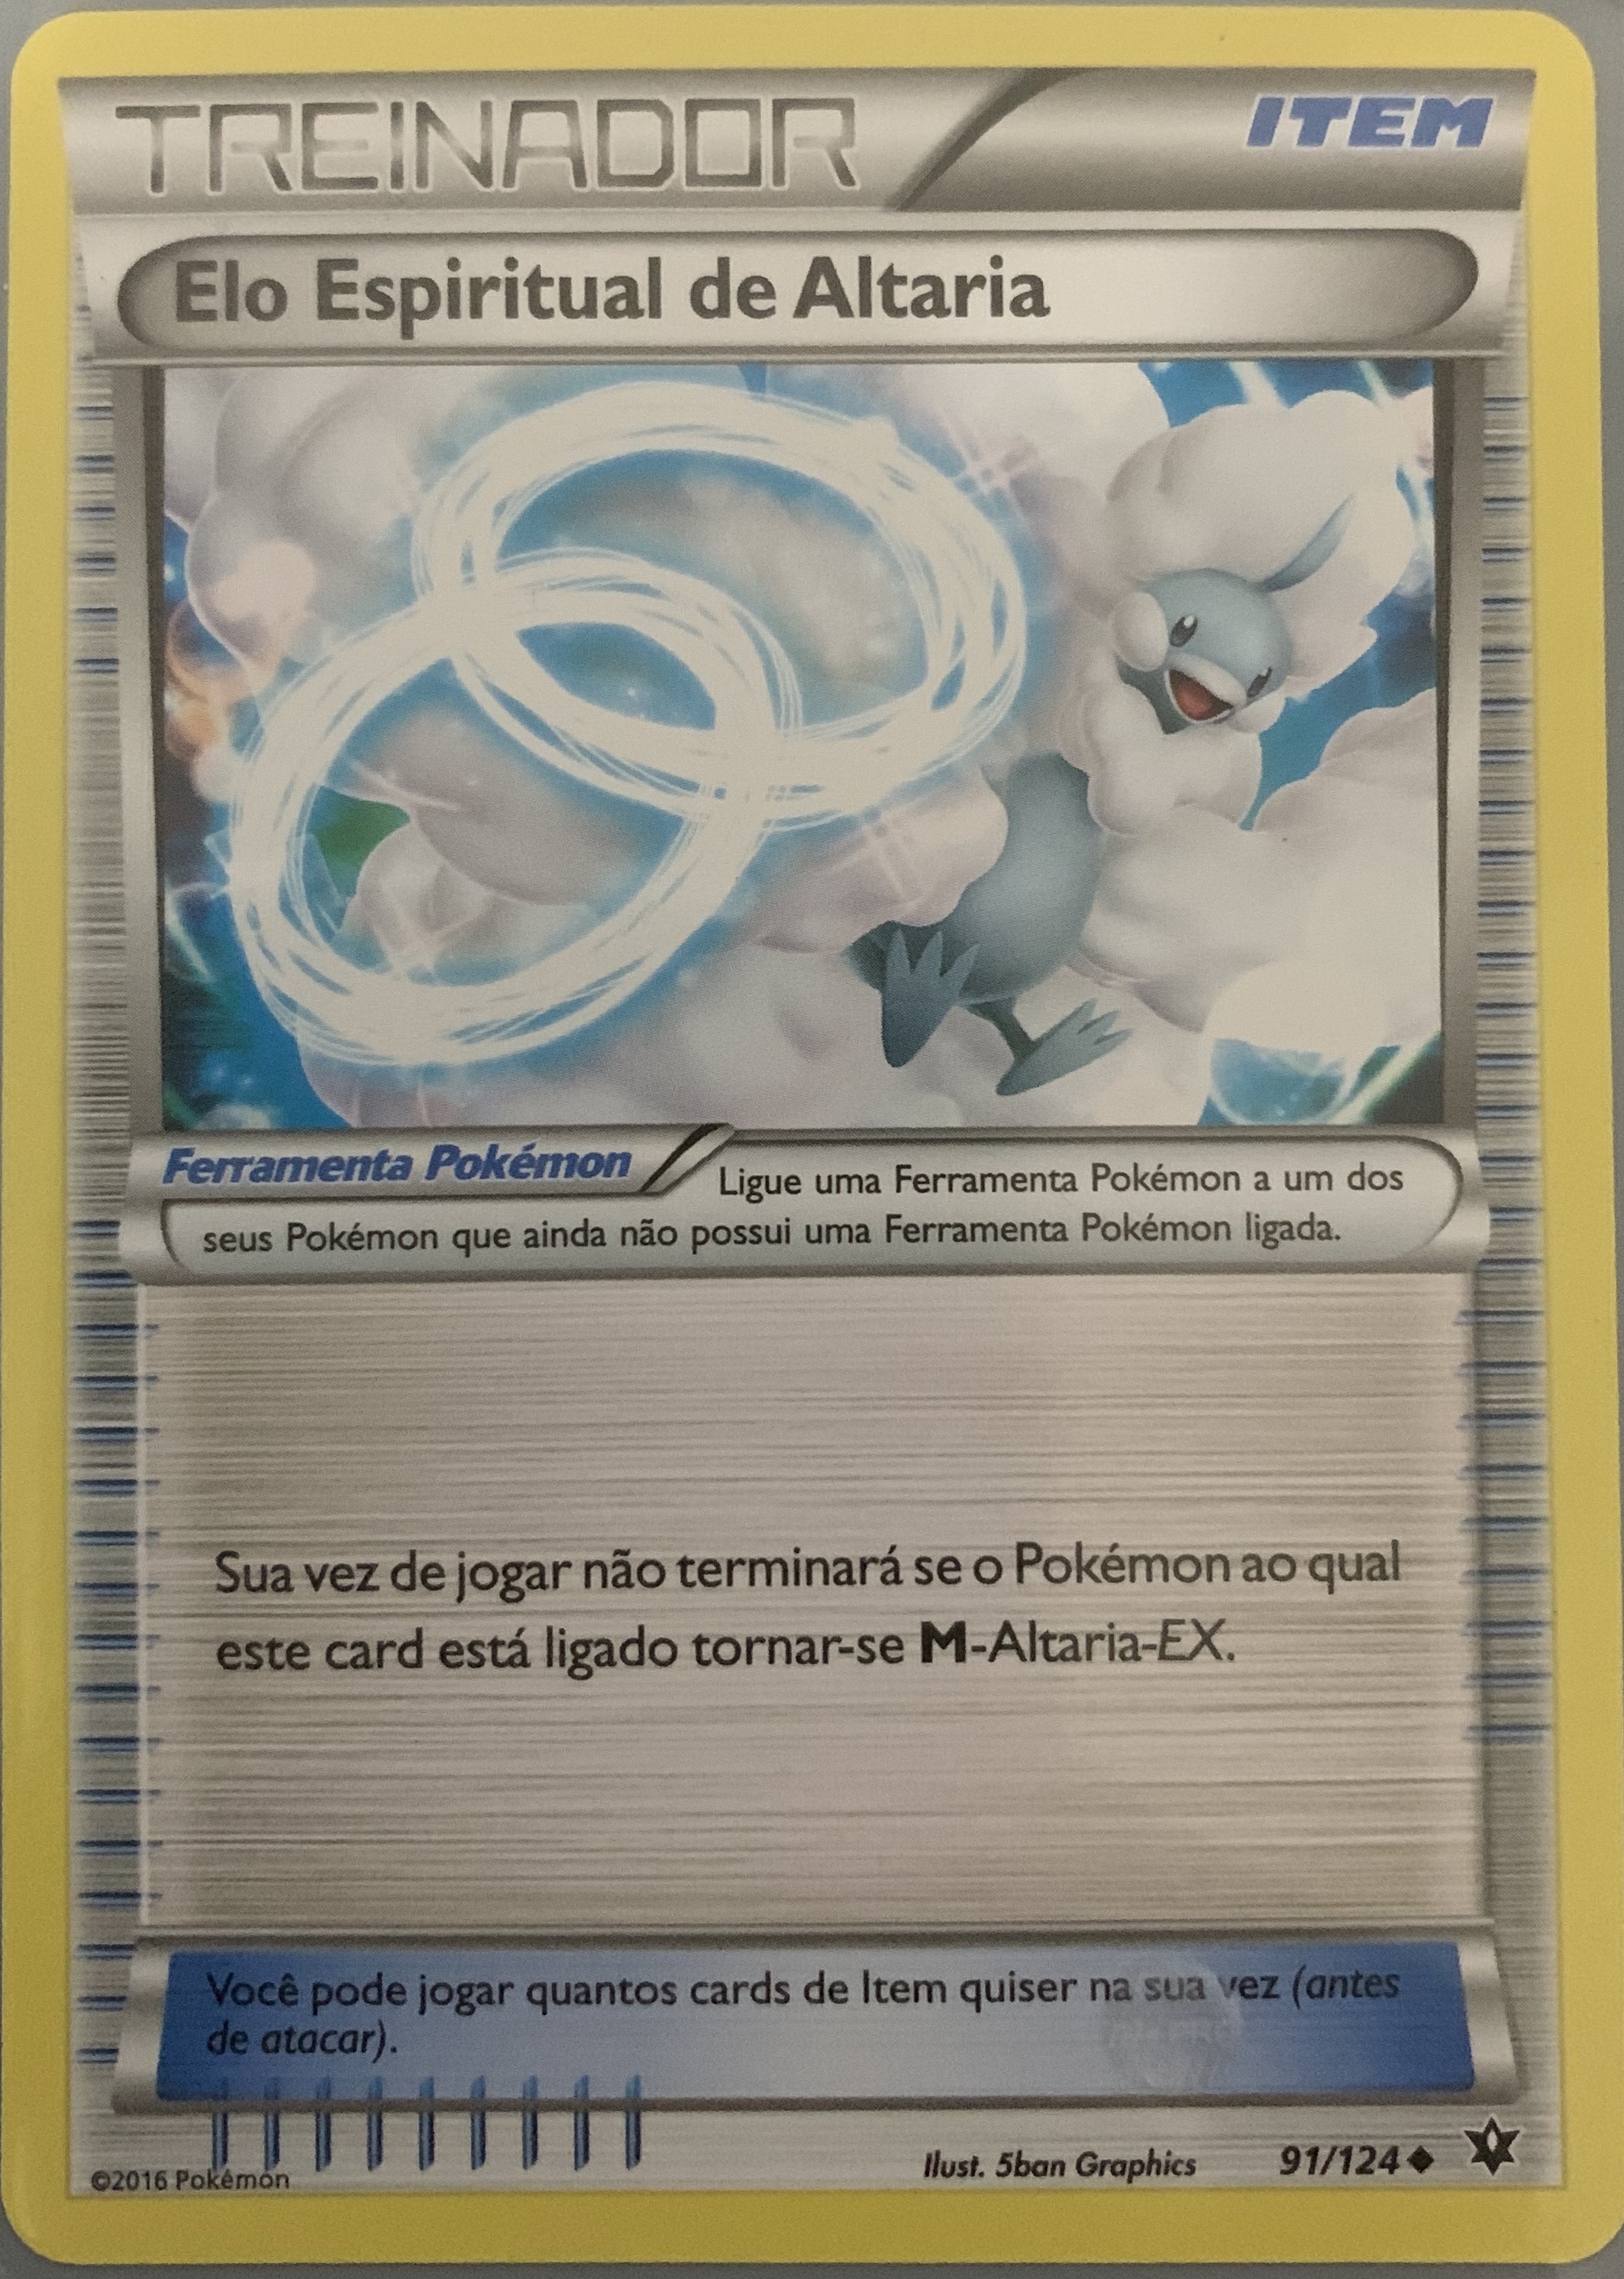 TREINADOR
ITEM
Elo Espiritual de Altaria
Ferramenta Pokémon
Ligue uma Ferramenta Pokémon a um dos
seus Pokémon que ainda não possui uma Ferramenta Pokémon ligada.
Sua vez de jogar não terminará se o Pokémon ao qual
este card está ligado tornar-se M-Altaria-EX.
Você pode jogar quantos cards de Item quiser na sua vez (antes
de atacar).
©2016 Pokémon
Ilust. 5ban Graphics
91/124